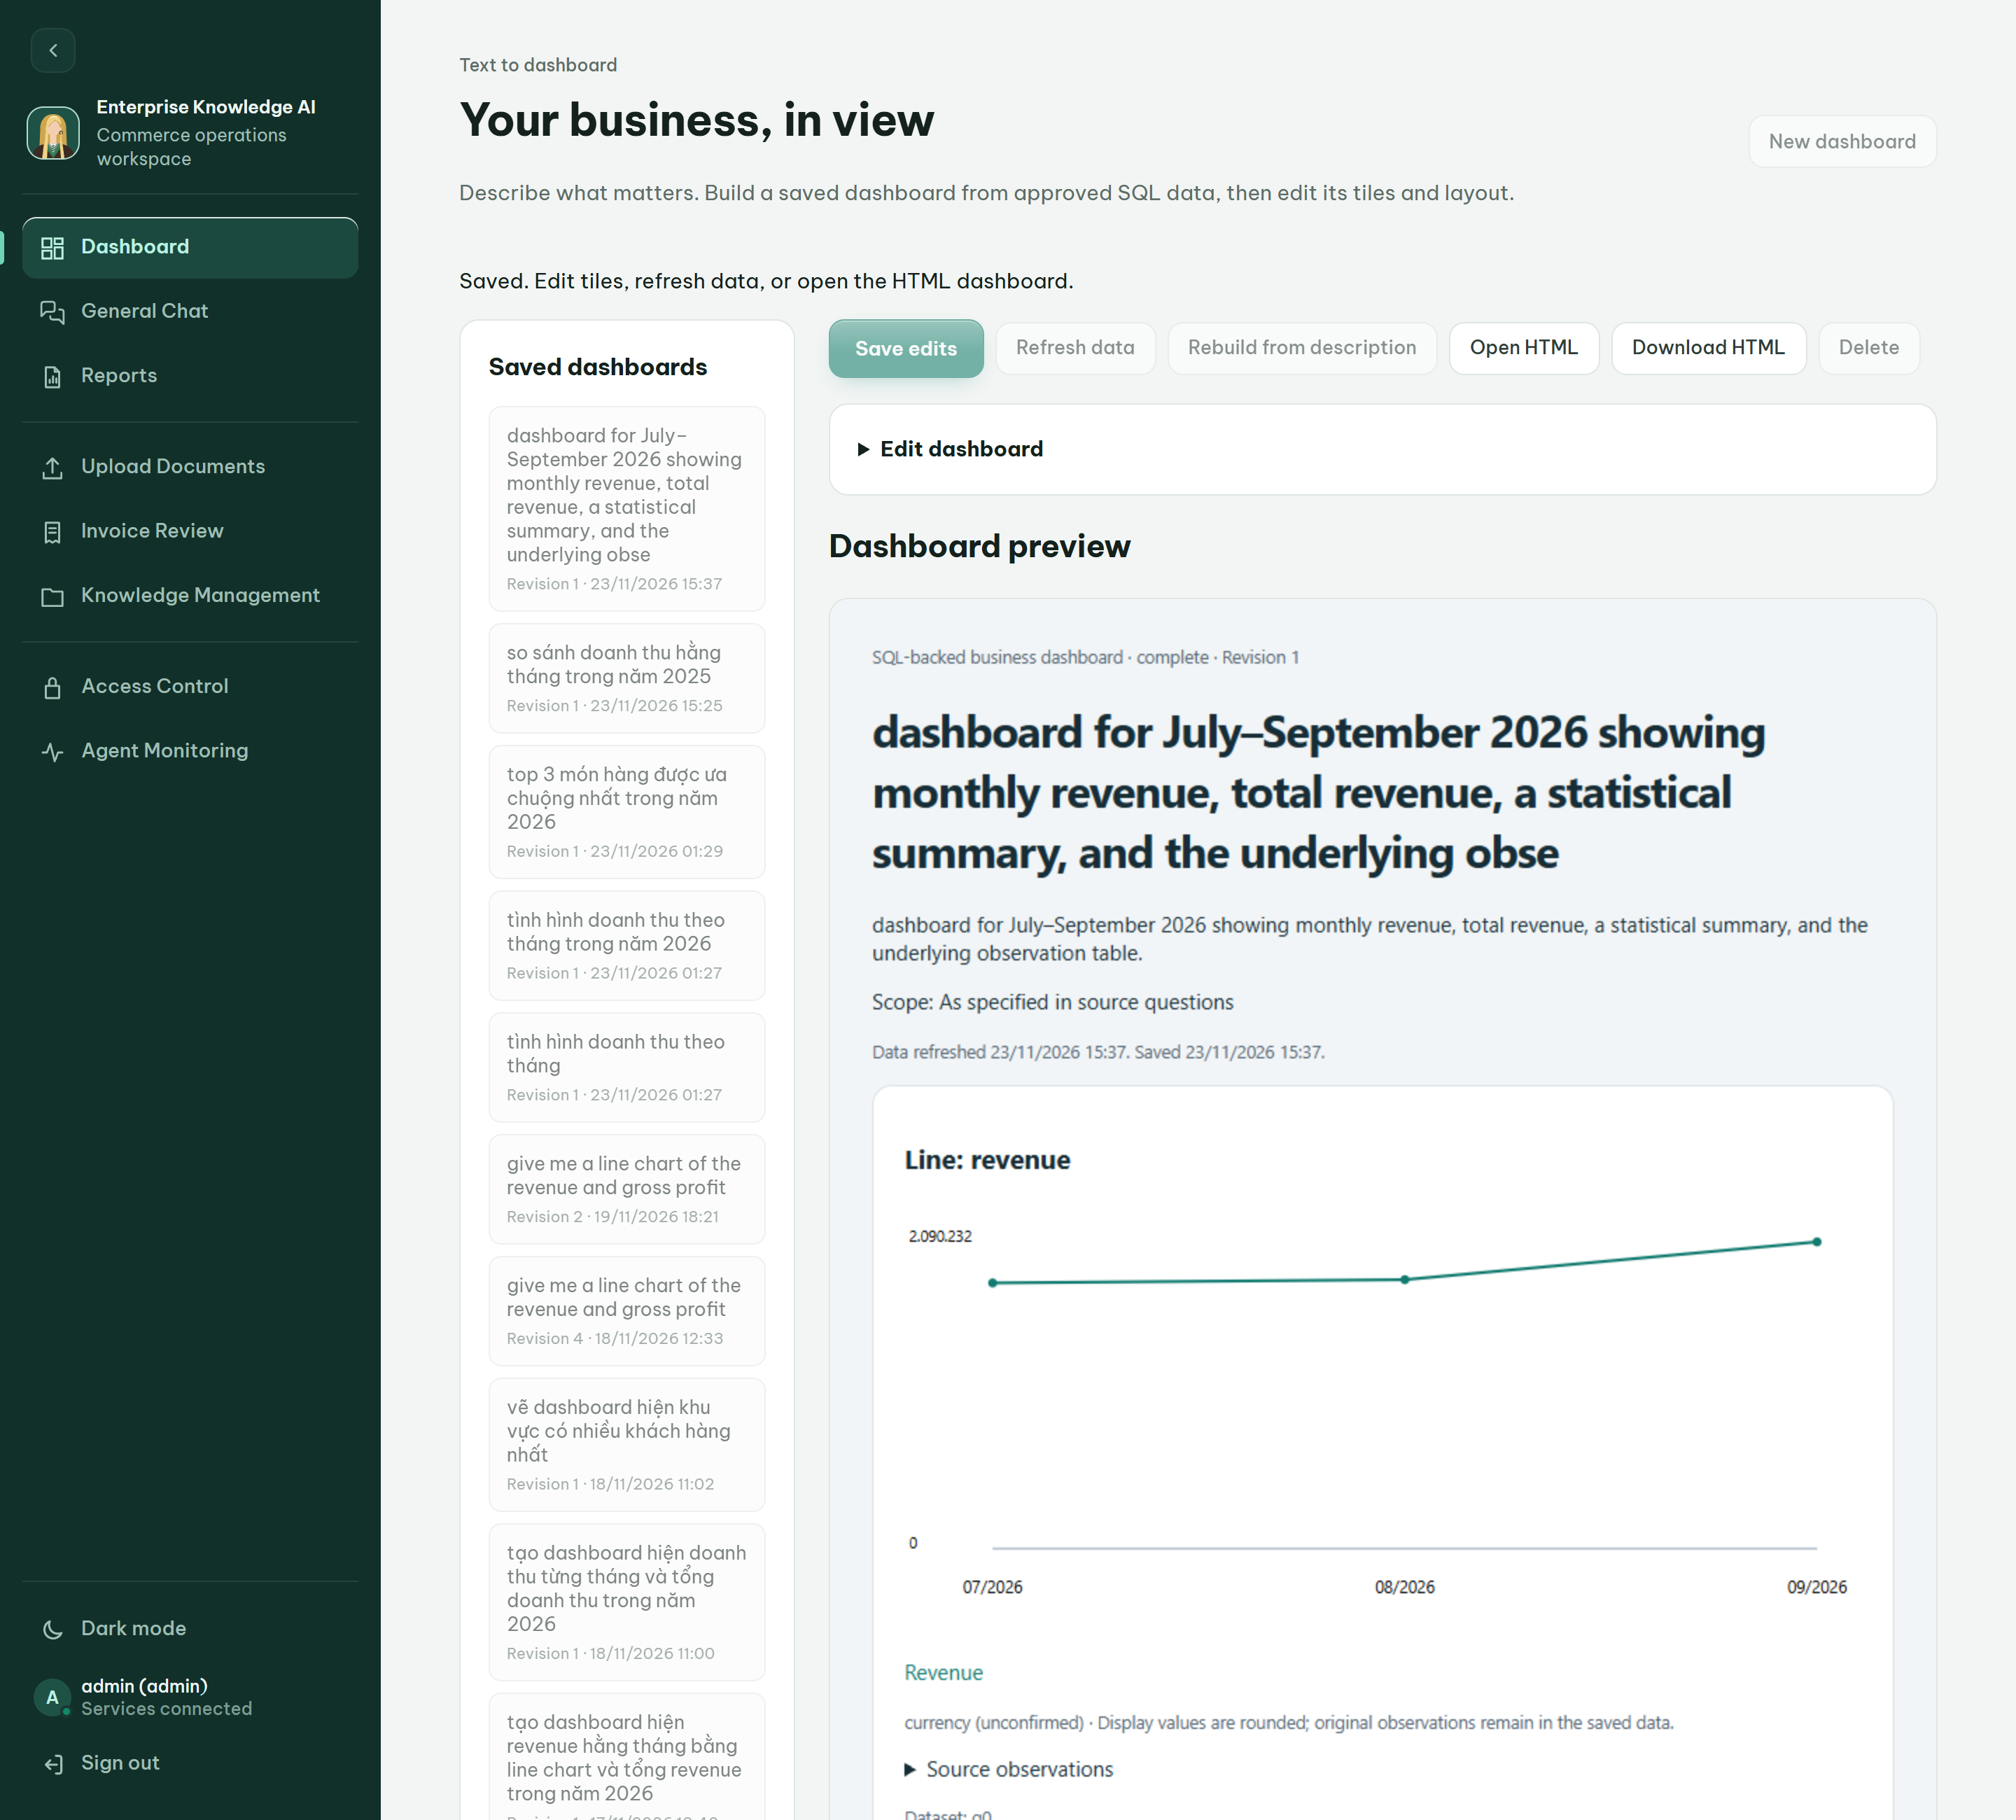 Enterprise Knowledge AI
Commerce operations
workspace
Dashboard
General Chat
Reports
Upload Documents
Invoice Review
Knowledge Management
Access Control
Agent Monitoring
Dark mode
A
admin (admin)
Services connected
Sign out
Text to dashboard
Your business, in view
New dashboard
Describe what matters. Build a saved dashboard from approved SQL data, then edit its tiles and layout.
Saved. Edit tiles, refresh data, or open the HTML dashboard.
Saved dashboards
dashboard for July–
September 2026 showing
monthly revenue, total
revenue, a statistical
summary, and the
underlying obse
Revision 1 · 23/11/2026 15:37
so sánh doanh thu hằng
tháng trong năm 2025
Revision 1 · 23/11/2026 15:25
top 3 món hàng được ưa
chuộng nhất trong năm
2026
Revision 1 · 23/11/2026 01:29
tình hình doanh thu theo
tháng trong năm 2026
Revision 1 · 23/11/2026 01:27
tình hình doanh thu theo
tháng
Revision 1 · 23/11/2026 01:27
give me a line chart of the
revenue and gross profit
Revision 2 · 19/11/2026 18:21
give me a line chart of the
revenue and gross profit
Revision 4 · 18/11/2026 12:33
vẽ dashboard hiện khu
vực có nhiều khách hàng
nhất
Revision 1 · 18/11/2026 11:02
tạo dashboard hiện doanh
thu từng tháng và tổng
doanh thu trong năm
2026
Revision 1 · 18/11/2026 11:00
tạo dashboard hiện
revenue hằng tháng bằng
line chart và tổng revenue
trong năm 2026
Save edits
Refresh data
Rebuild from description
Open HTML
Download HTML
Delete
Edit dashboard
Dashboard preview
SQL-backed business dashboard · complete · Revision 1
dashboard for July–September 2026 showing
monthly revenue, total revenue, a statistical
summary, and the underlying obse
dashboard for July–September 2026 showing monthly revenue, total revenue, a statistical summary, and the
underlying observation table.
Scope: As specified in source questions
Data refreshed 23/11/2026 15:37. Saved 23/11/2026 15:37.
Line: revenue
2.090.232
0
07/2026
08/2026
09/2026
Revenue
currency (unconfirmed) · Display values are rounded; original observations remain in the saved data.
Source observations
Dataset: q0